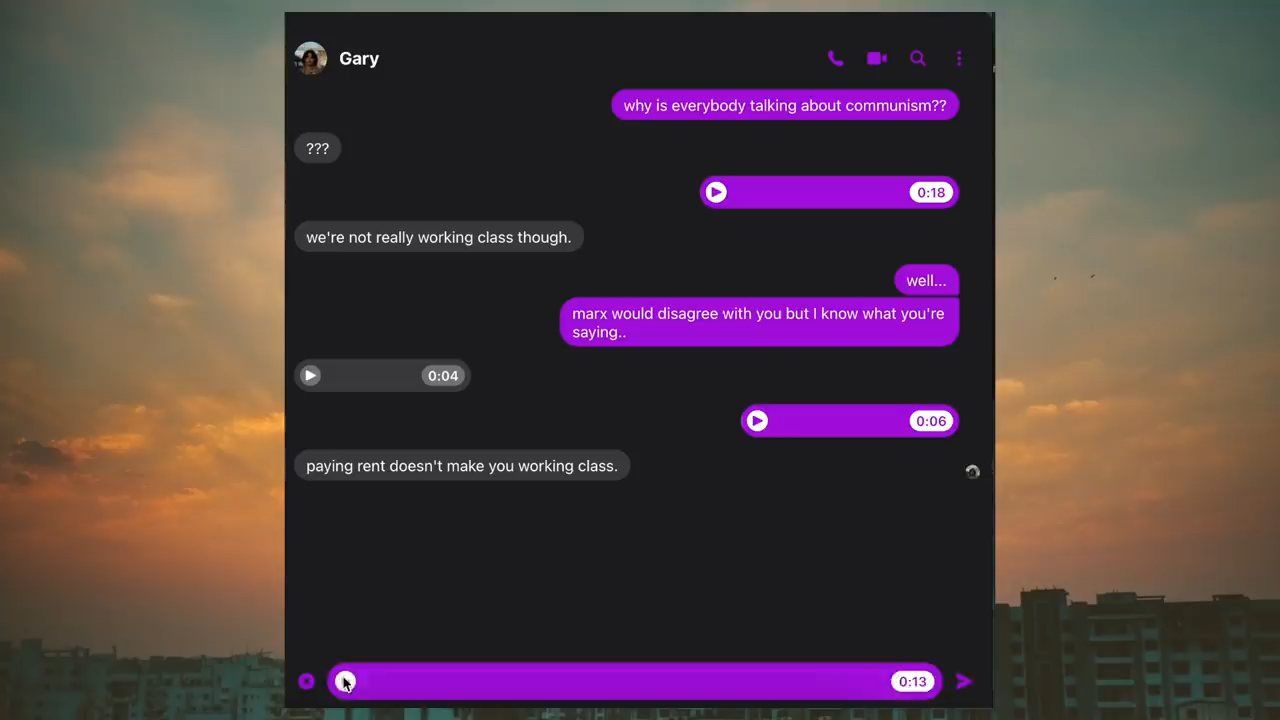 Gary
why is everybody talking about communism??
???
0:18
we're not really working class though.
well...
marx would disagree with you but I know what you're
saying..
0:04
0:06
paying rent doesn't make you working class.
0:13